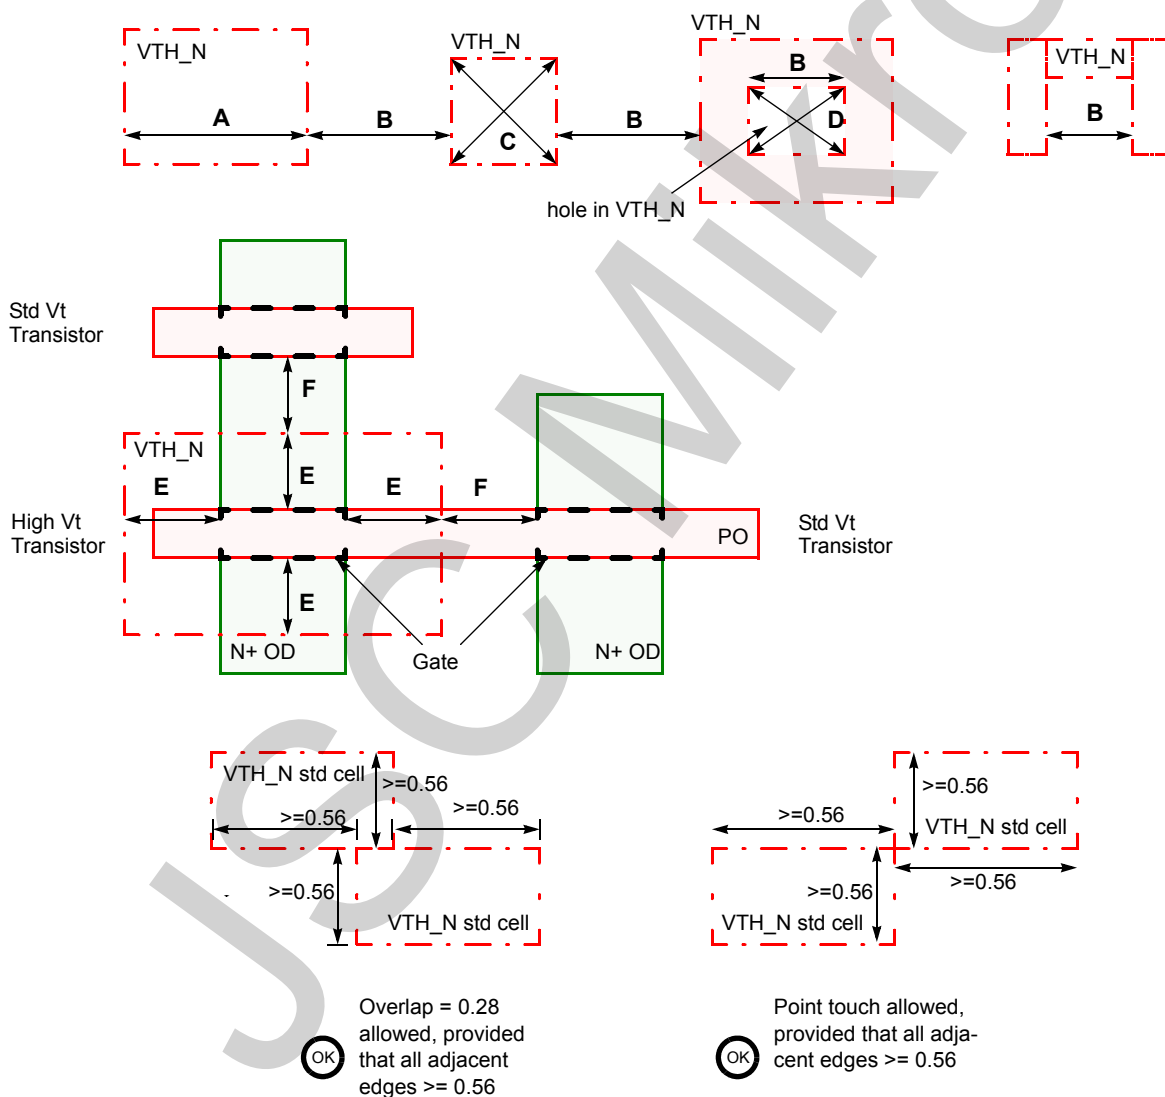 VTH_N
VTH_N
VTH_N
VTH_N
A
B
C
B
B
D
B
hole in VTH_N
Std Vt
Transistor
F
VTH_N
E
E
E
F
High Vt
Transistor
PO
Std Vt
Transistor
E
N+ OD
Gate
N+ OD
VTH_N std cell
>=0.56
>=0.56
>=0.56
>=0.56
VTH_N std cell
>=0.56
>=0.56
VTH_N std cell
>=0.56
>=0.56
VTH_N std cell
OK
Overlap = 0.28
allowed, provided
that all adjacent
edges >= 0.56
OK
Point touch allowed,
provided that all adja-
cent edges >= 0.56
JSC Mikro